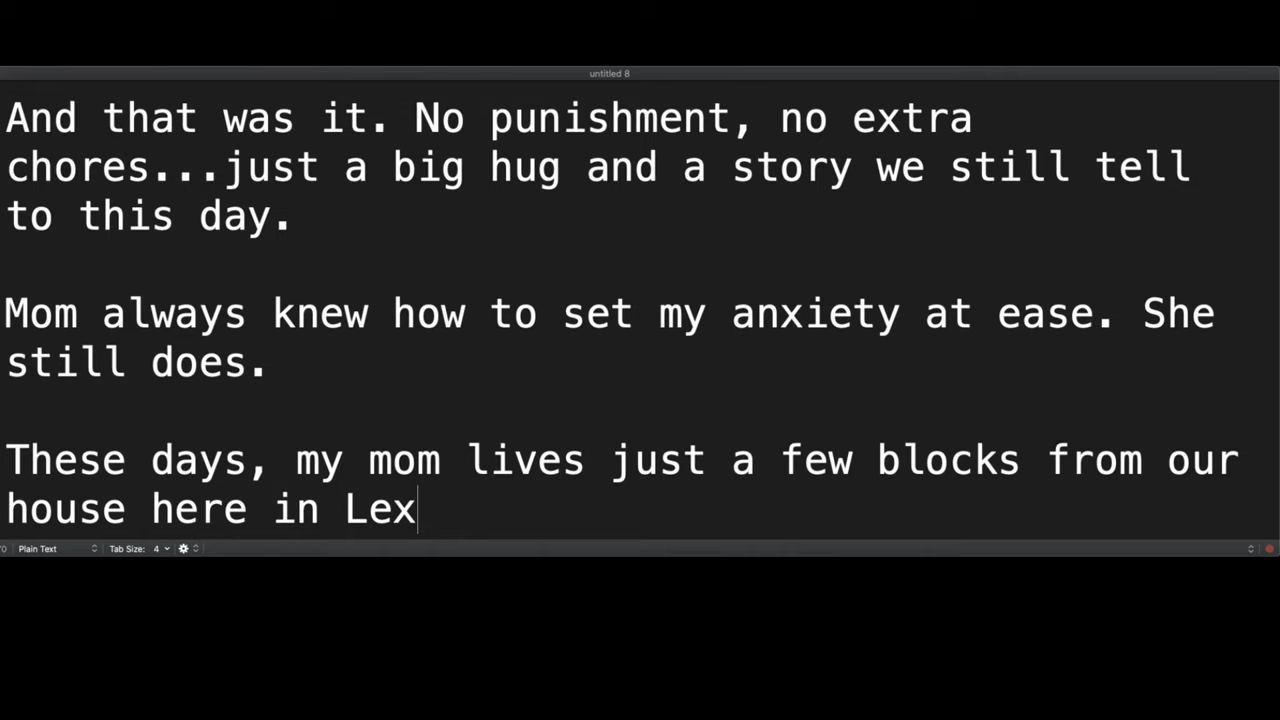 untitled 8
And that was it. No punishment, no extra
chores...just a big hug and a story we still tell
to this day.
Mom always knew how to set my anxiety at ease. She
still does.
These days, my mom lives just a few blocks from our
house here in Lex
Plain Text Tab Size: 4